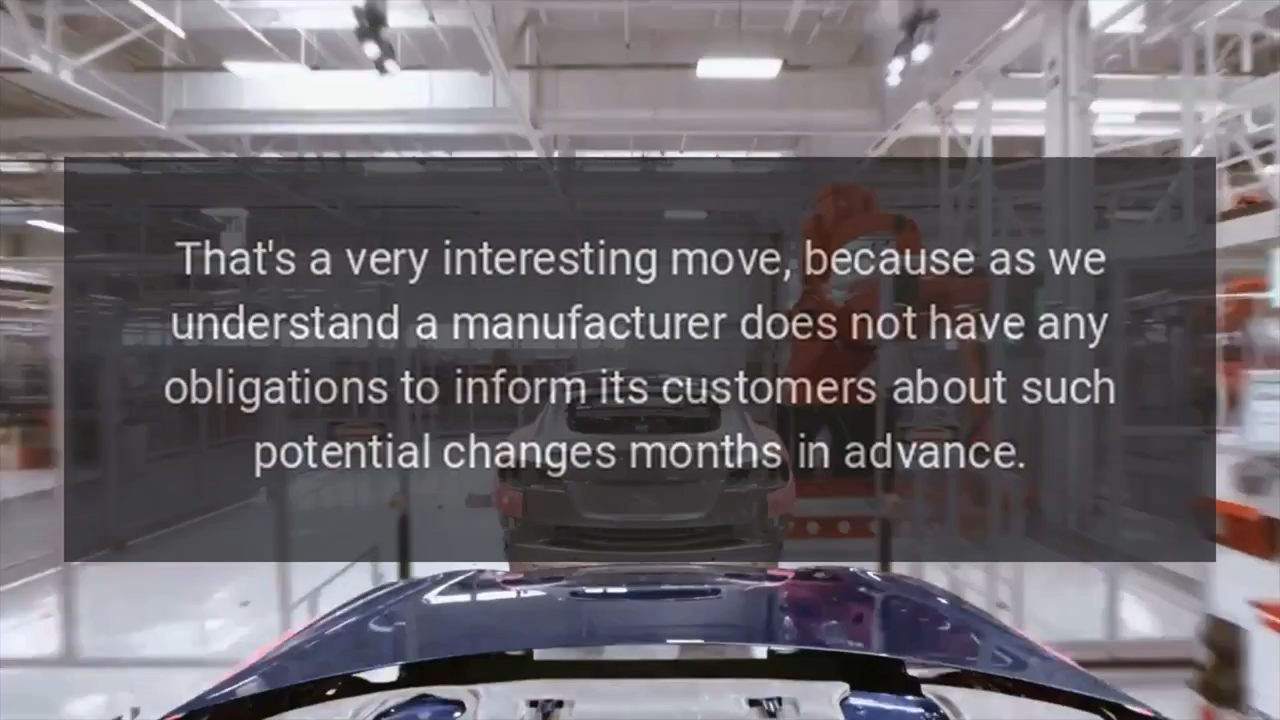 That's a very interesting move, because as we
understand a manufacturer does not have any
obligations to inform its customers about such
potential changes months in advance.